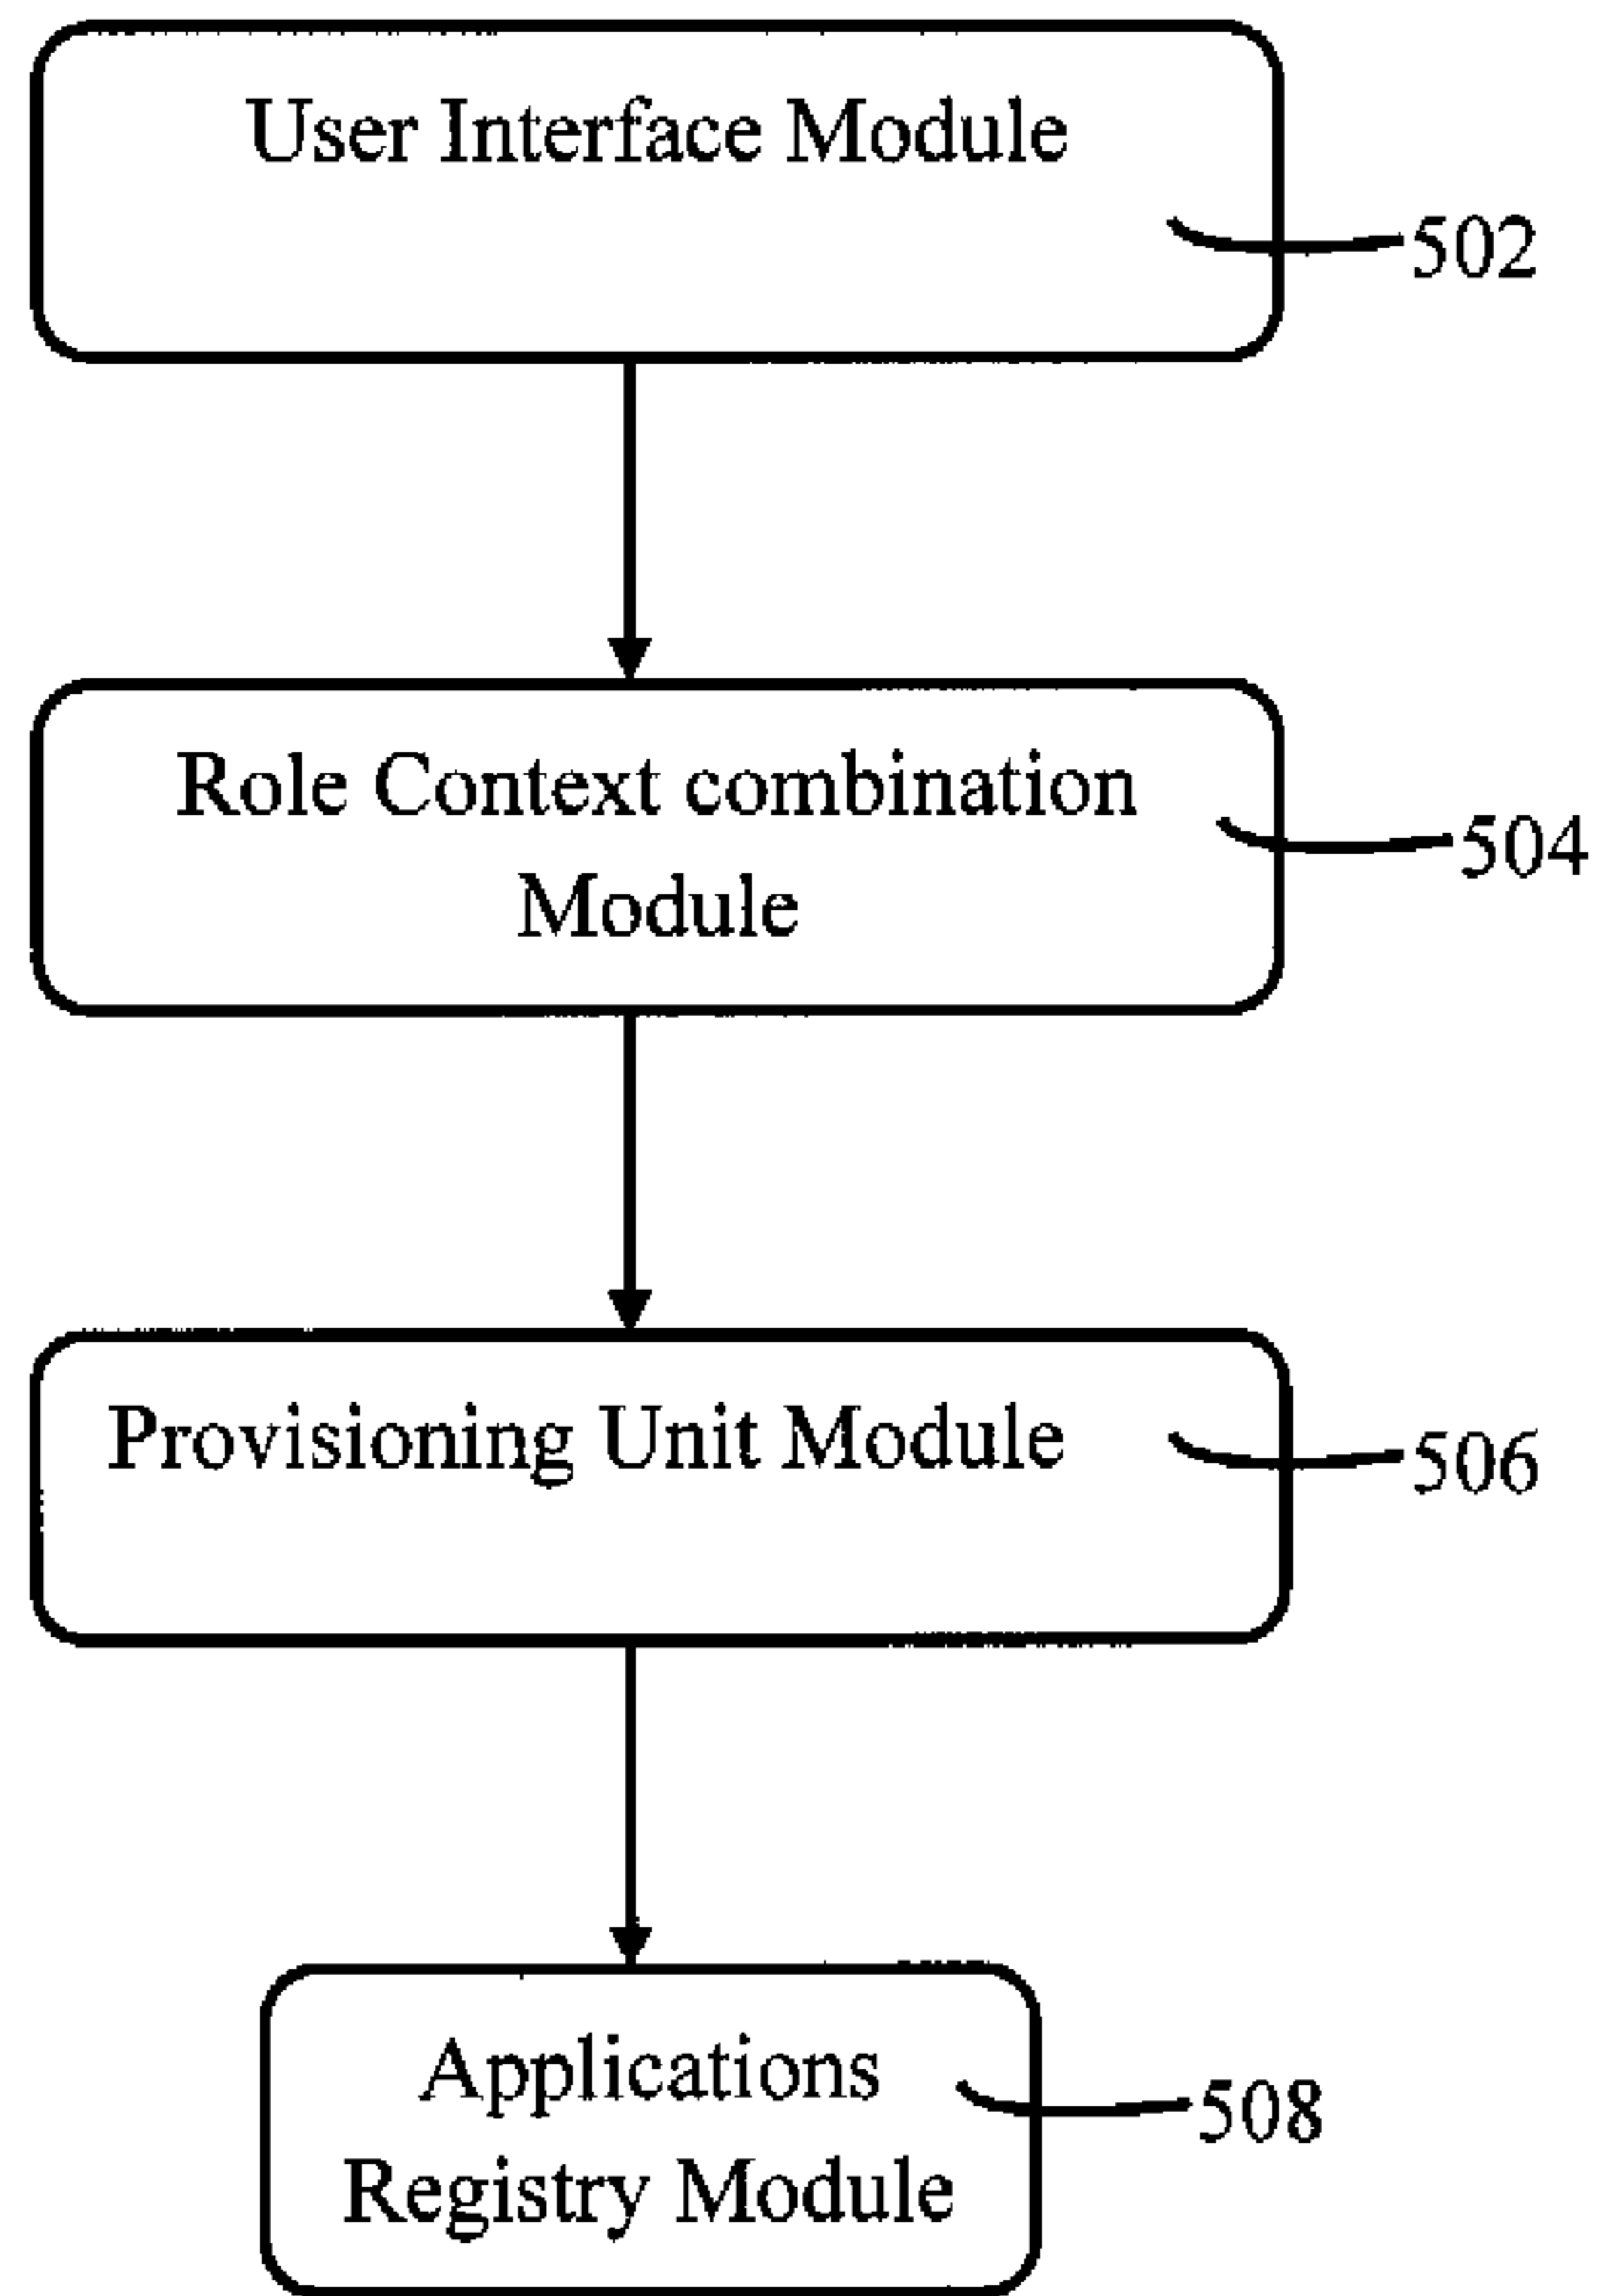 User Interface Module
502
Role Context combination
Module
504
Provisioning Unit Module
506
Applications
Registry Module
508